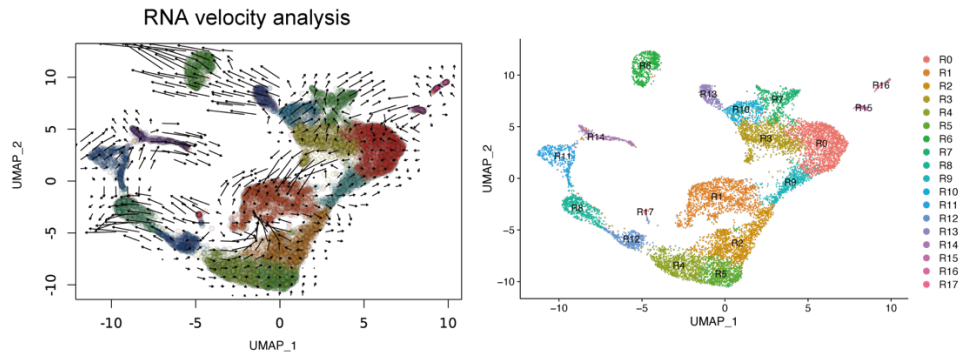 RNA velocity analysis
UMAP_2
10
5
0
-5
-10
-10
-5
0
5
10
UMAP_1
UMAP_2
10
5
0
−5
−10
−10
−5
0
5
10
UMAP_1
R6
R13
R10
R7
R16
R15
R3
R0
R14
R11
R9
R1
R8
R17
R12
R2
R4
R5
R0
R1
R2
R3
R4
R5
R6
R7
R8
R9
R10
R11
R12
R13
R14
R15
R16
R17